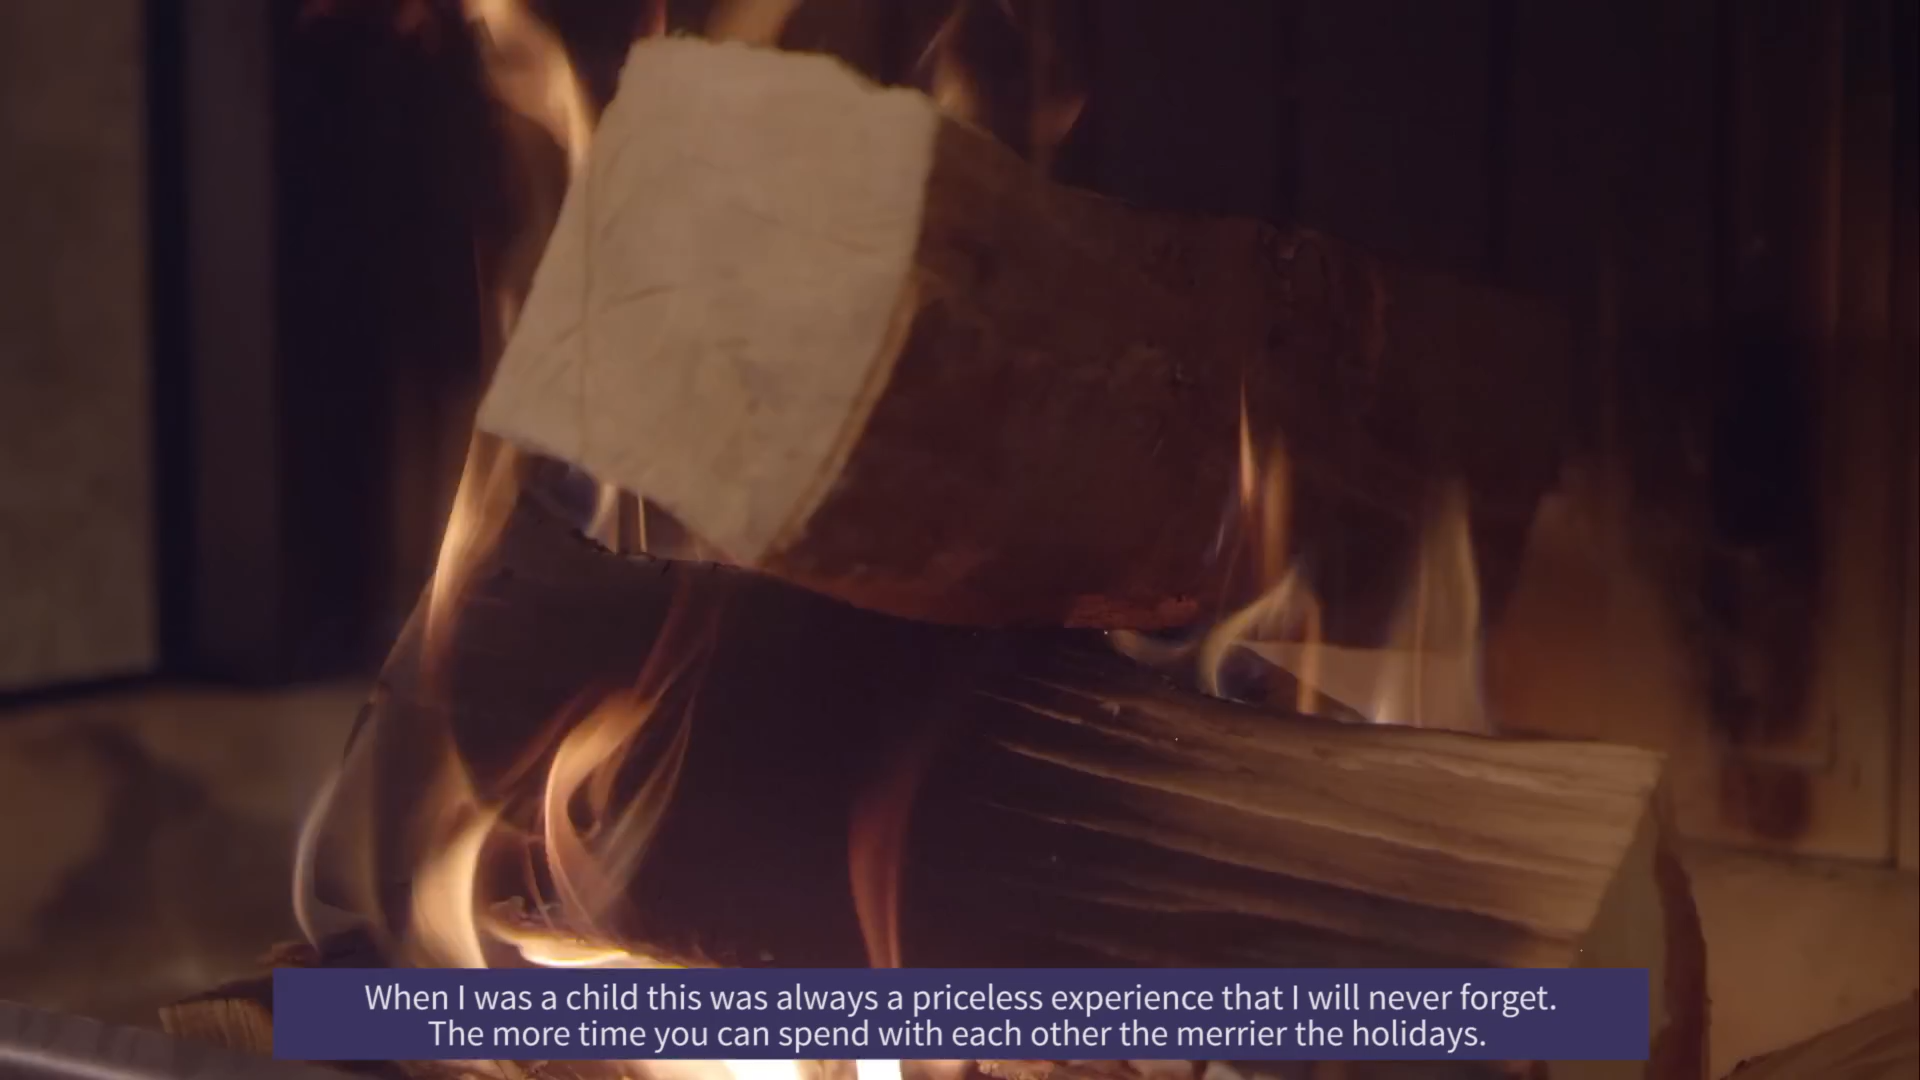 When I was a child this was always a priceless experience that I will never forget.
The more time you can spend with each other the merrier the holidays.